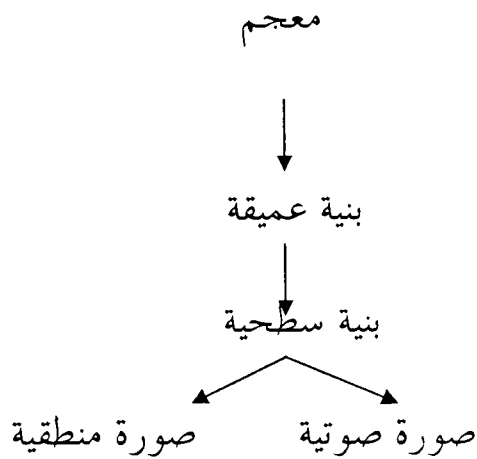 معجم
بنية عميقة
بنية سطحية
صورة صوتية
صورة منطقية